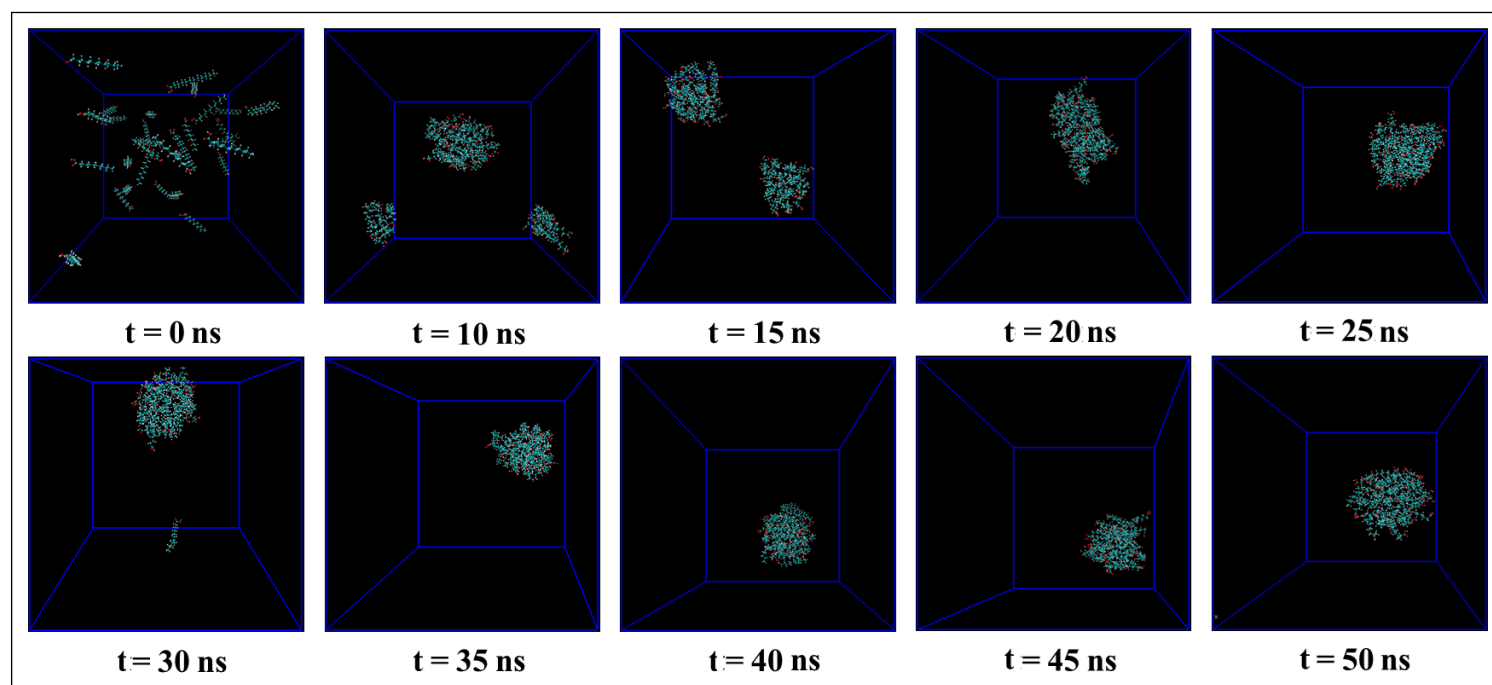 t = 0 ns
t = 10 ns
t = 15 ns
t = 20 ns
t = 25 ns
t = 30 ns
t = 35 ns
t = 40 ns
t = 45 ns
t = 50 ns